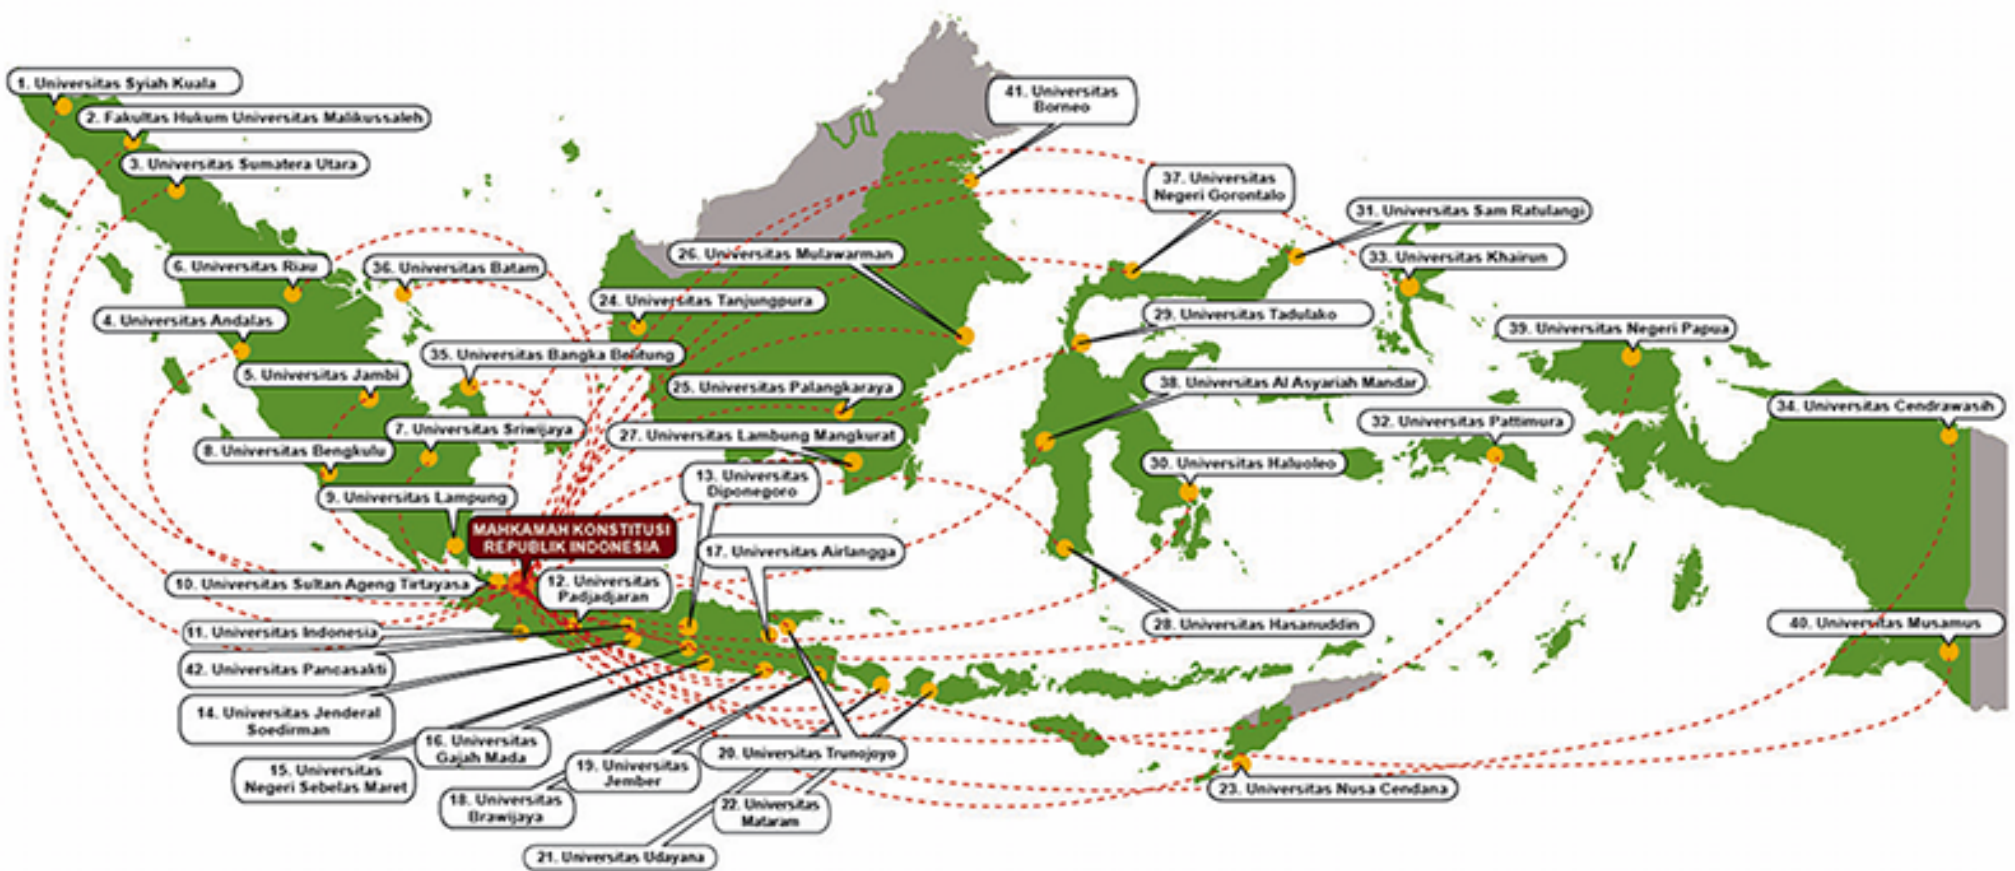 1. Universitas Syiah Kuala
2. Fakultas Hukum Universitas Malikussaleh
3. Universitas Sumatera Utara
41. Universitas
Borneo
37. Universitas
Negeri Gorontalo
31. Universitas Sam Ratulangi
6. Universitas Riau
36. Universitas Batam
26. Universitas Mulawarman
33. Universitas Khairun
24. Universitas Tanjungpura
4. Universitas Andalas
29. Universitas Tadulako
39. Universitas Negeri Papua
35. Universitas Bangka Belitung
5. Universitas Jambi
25. Universitas Palangkaraya
38. Universitas Al Asyariah Mandar
34. Universitas Cendrawasih
7. Universitas Sriwijaya
27. Universitas Lambung Mangkurat
32. Universitas Pattimura
8. Universitas Bengkulu
30. Universitas Haluoleo
13. Universitas
Diponegoro
9. Universitas Lampung
MAHKAMAH KONSTITUSI
REPUBLIK INDONESIA
17. Universitas Airlangga
10. Universitas Sultan Ageng Tirtayasa
12. Universitas
Padjadjaran
11. Universitas Indonesia
28. Universitas Hasanuddin
40. Universitas Musamus
42. Universitas Pancasakti
14. Universitas Jenderal
Soedirman
16. Universitas
Gajah Mada
20. Universitas Trunojoyo
15. Universitas
Negeri Sebelas Maret
19. Universitas
Jember
23. Universitas Nusa Cendana
18. Universitas
Brawijaya
22. Universitas
Mataram
21. Universitas Udayana